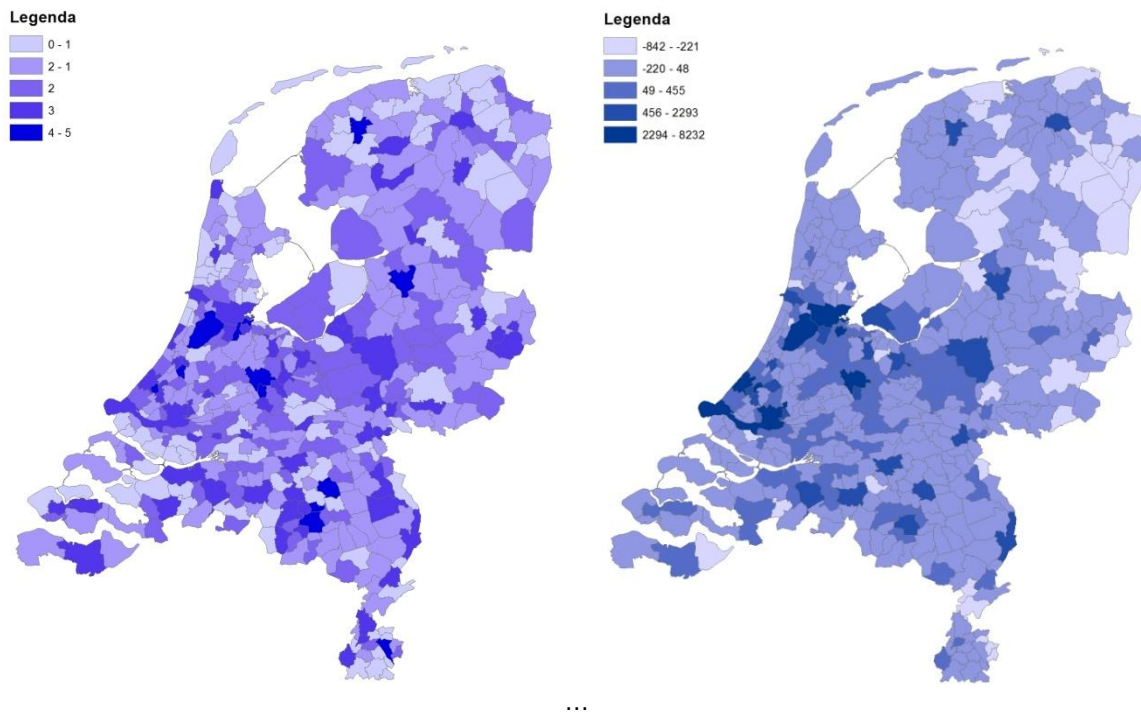 Legenda
0 - 1
2 - 1
2
3
4 - 5
Legenda
-842 - -221
-220 - 48
49 - 455
456 - 2293
2294 - 8232
...